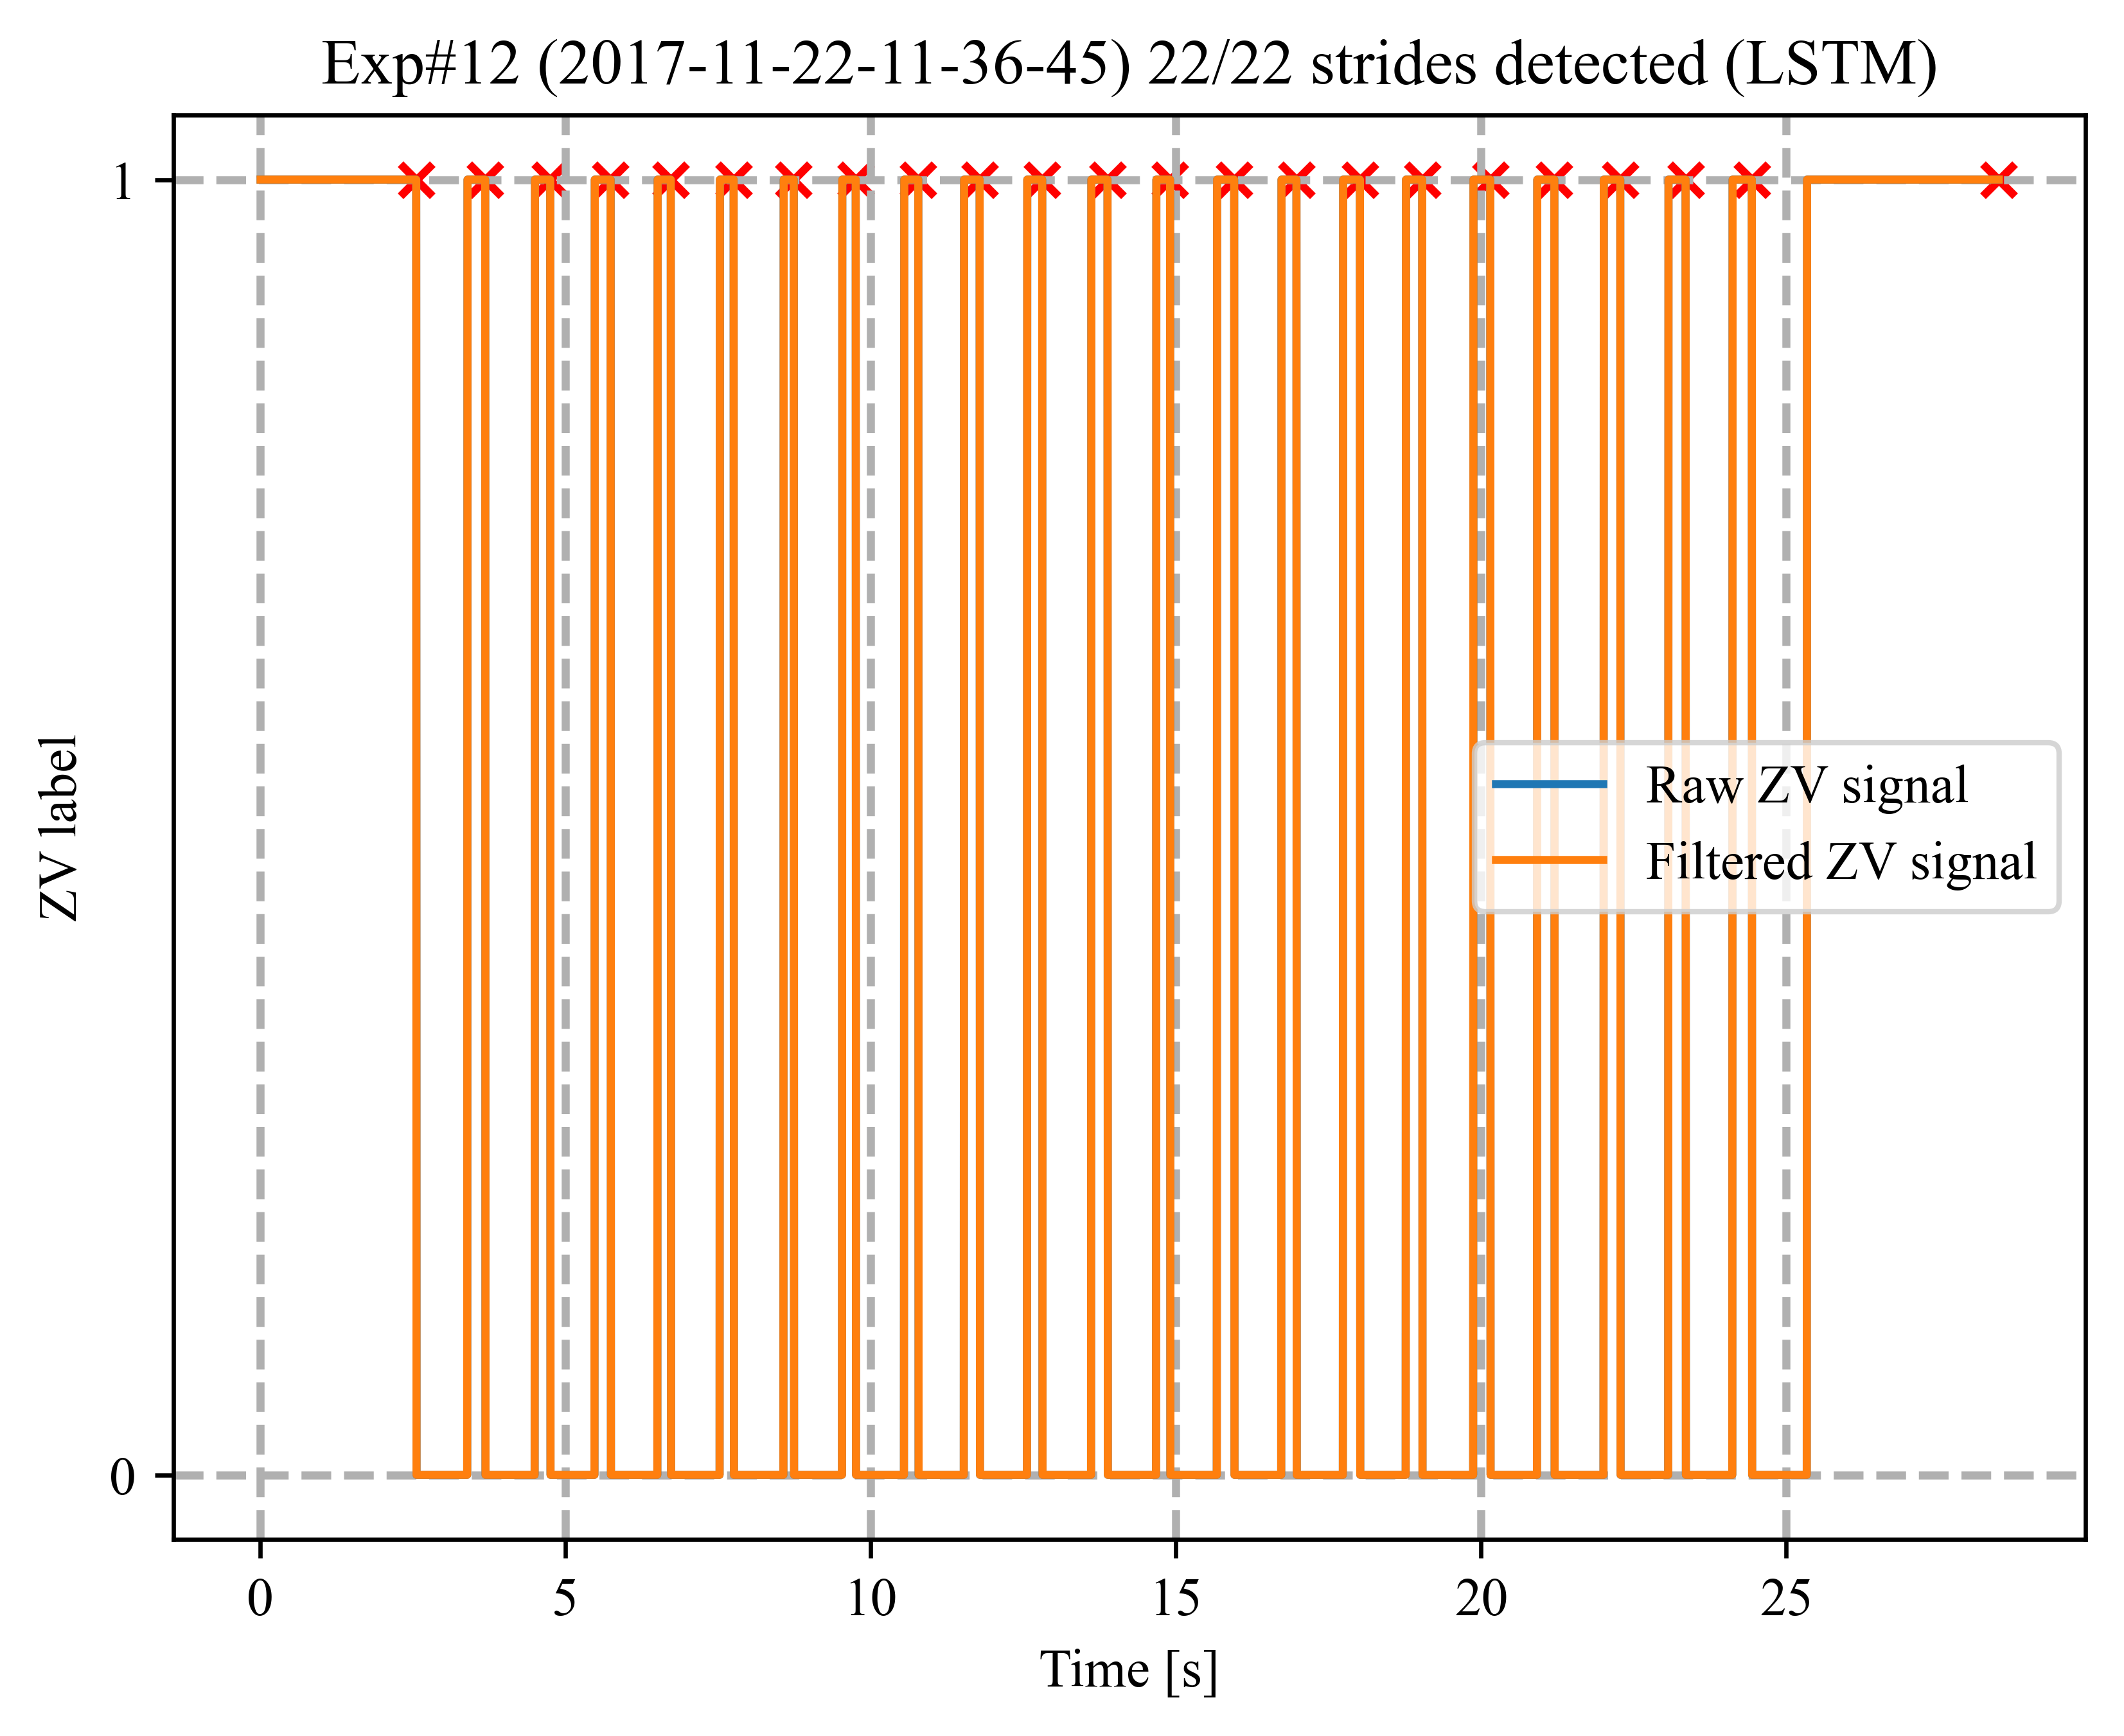 Exp#12 (2017-11-22-11-36-45) 22/22 strides detected (LSTM)
1
ZV label
Raw ZV signal
Filtered ZV signal
0
0 5 10 15 20 25
Time [s]